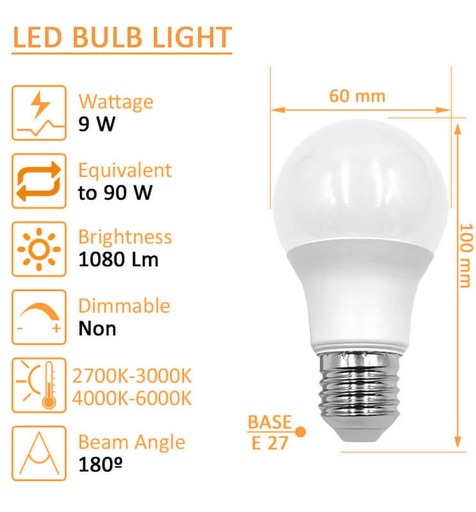 LED BULB LIGHT
Wattage
9 W
Equivalent
to 90 W
Brightness
1080 Lm
Dimmable
- +
Non
2700K-3000K
4000K-6000K
Beam Angle
180º
60 mm
100 mm
BASE
E 27